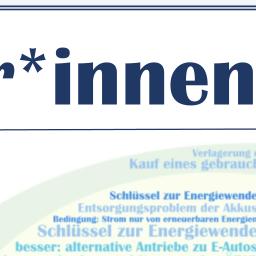 r*innen
Verlagerung
Kauf eines gebrauch
Schlüssel zur Energiewende
Entsorgungsproblem der Akkus
Bedingung: Strom nur von erneuerbaren Energien
Schlüssel zur Energiewende
besser: alternative Antriebe zu E-Autos